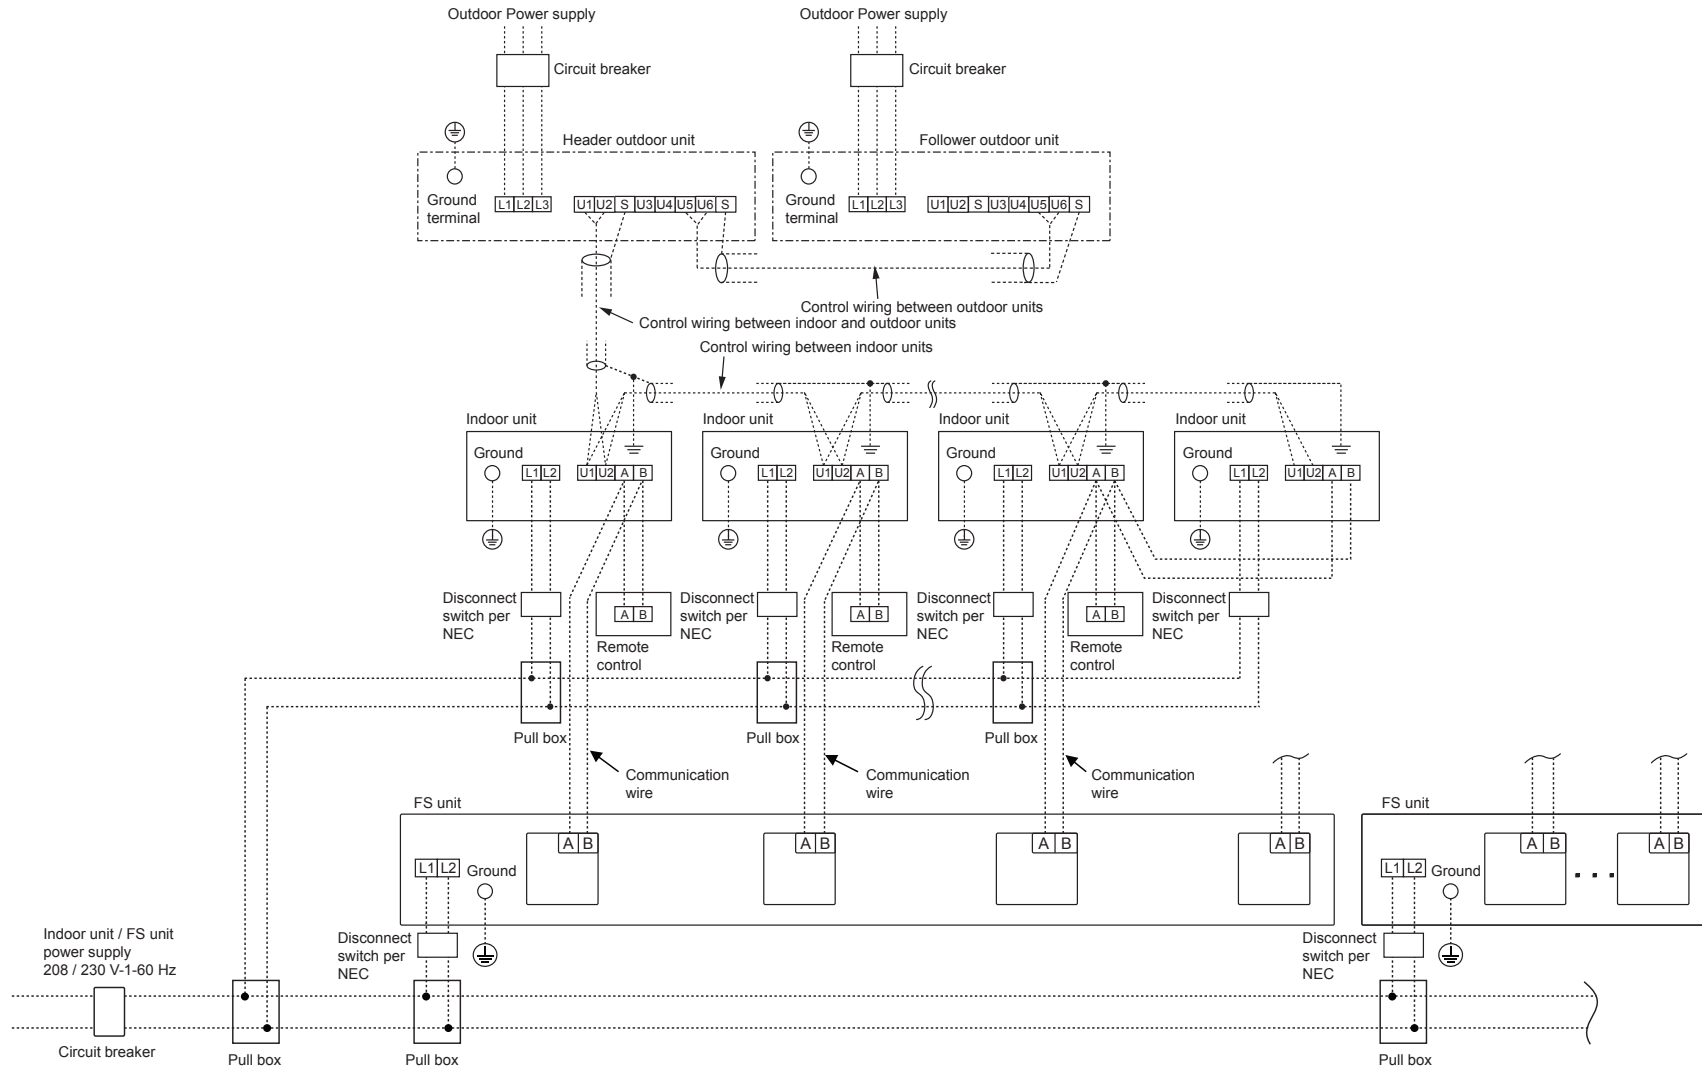 Outdoor Power supply
Outdoor Power supply
Circuit breaker
Circuit breaker
Header outdoor unit
Follower outdoor unit
Ground
terminal
L1 L2 L3
U1 U2 S U3 U4 U5 U6 S
Ground
terminal
L1 L2 L3
U1 U2 S U3 U4 U5 U6 S
Control wiring between outdoor units
Control wiring between indoor and outdoor units
Control wiring between indoor units
Indoor unit
Indoor unit
Indoor unit
Indoor unit
Ground
L1 L2
U1 U2 A B
Ground
L1 L2
U1 U2 A B
Ground
L1 L2
U1 U2 A B
Ground
L1 L2
U1 U2 A B
Disconnect
switch per
NEC
A B
Remote
control
Disconnect
switch per
NEC
A B
Remote
control
Disconnect
switch per
NEC
A B
Remote
control
Disconnect
switch per
NEC
Pull box
Pull box
Pull box
Communication
wire
Communication
wire
Communication
wire
FS unit
A B
A B
A B
A B
L1 L2
Ground
FS unit
A B
A B
L1 L2
Ground
Indoor unit / FS unit
power supply
208 / 230 V-1-60 Hz
Disconnect
switch per
NEC
Disconnect
switch per
NEC
Circuit breaker
Pull box
Pull box
Pull box